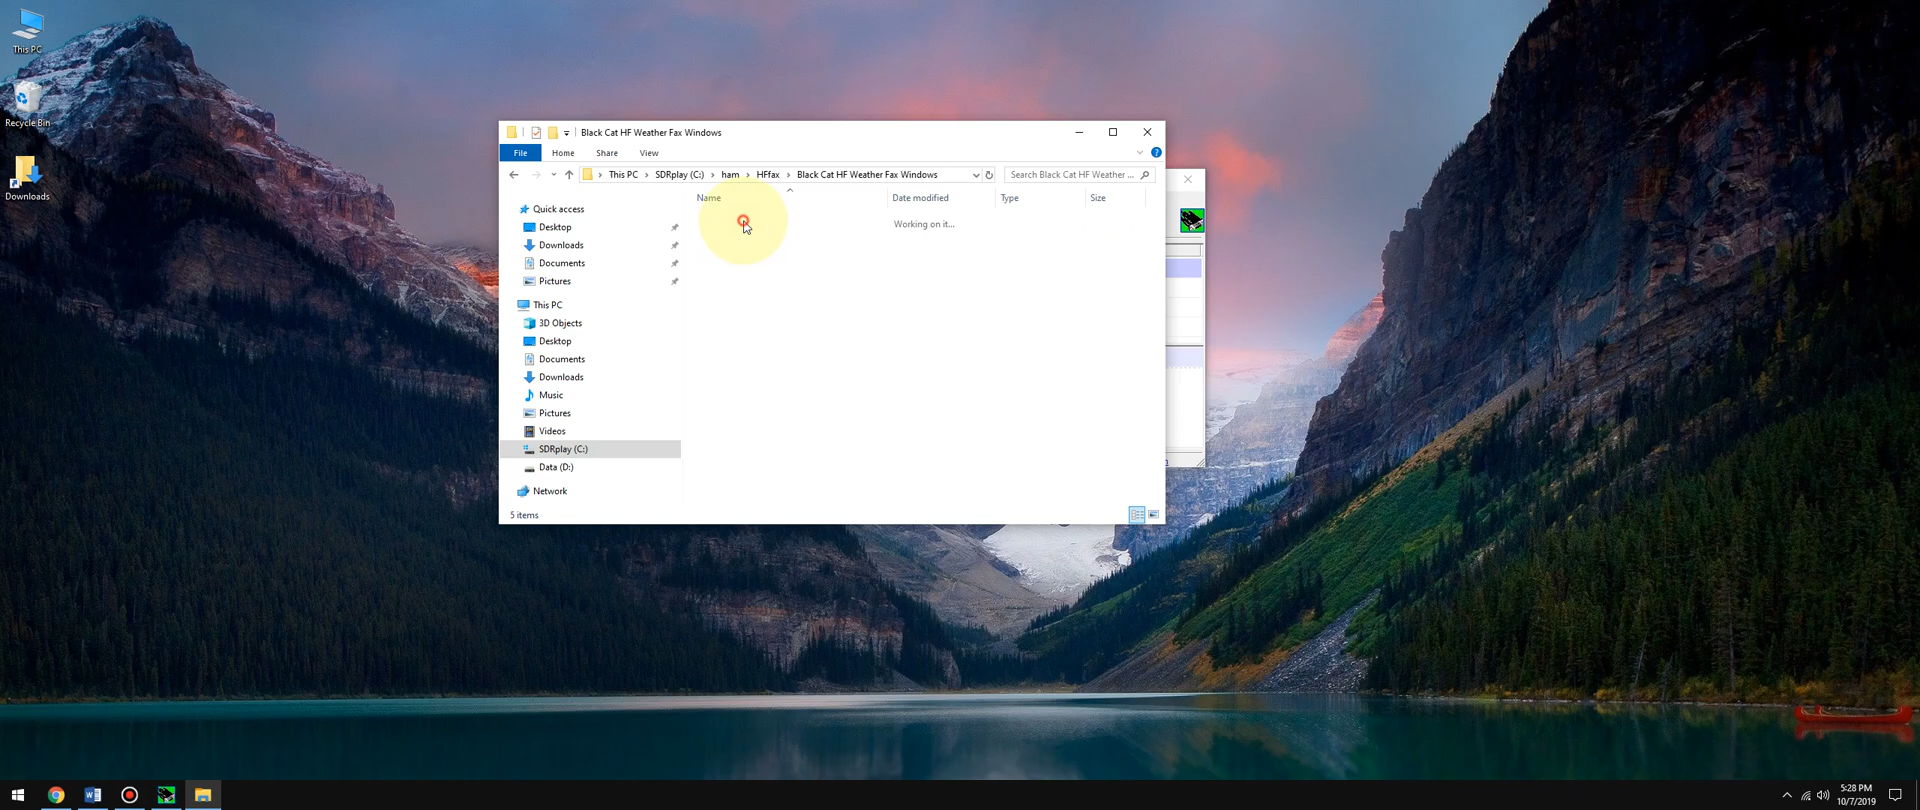 This PC
Recycle Bin
Downloads
Black Cat HF Weather Fax Windows
File Home Share View
This PC SDRplay (C:) ham HFfax Black Cat HF Weather Fax Windows
Search Black Cat HF Weather ...
Name Date modified Type Size
Working on it...
Quick access
Desktop
Downloads
Documents
Pictures
This PC
3D Objects
Desktop
Documents
Downloads
Music
Pictures
Videos
SDRplay (C:)
Data (D:)
Network
5 items
5:28 PM
10/7/2019